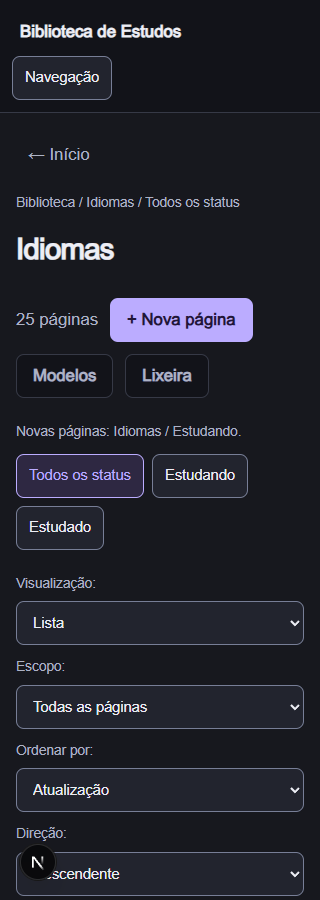 Biblioteca de Estudos
Navegação
← Início
Biblioteca / Idiomas / Todos os status
Idiomas
25 páginas + Nova página
Modelos Lixeira
Novas páginas: Idiomas / Estudando.
Todos os status Estudando
Estudado
Visualização:
Lista
Escopo:
Todas as páginas
Ordenar por:
Atualização
Direção:
N escendente